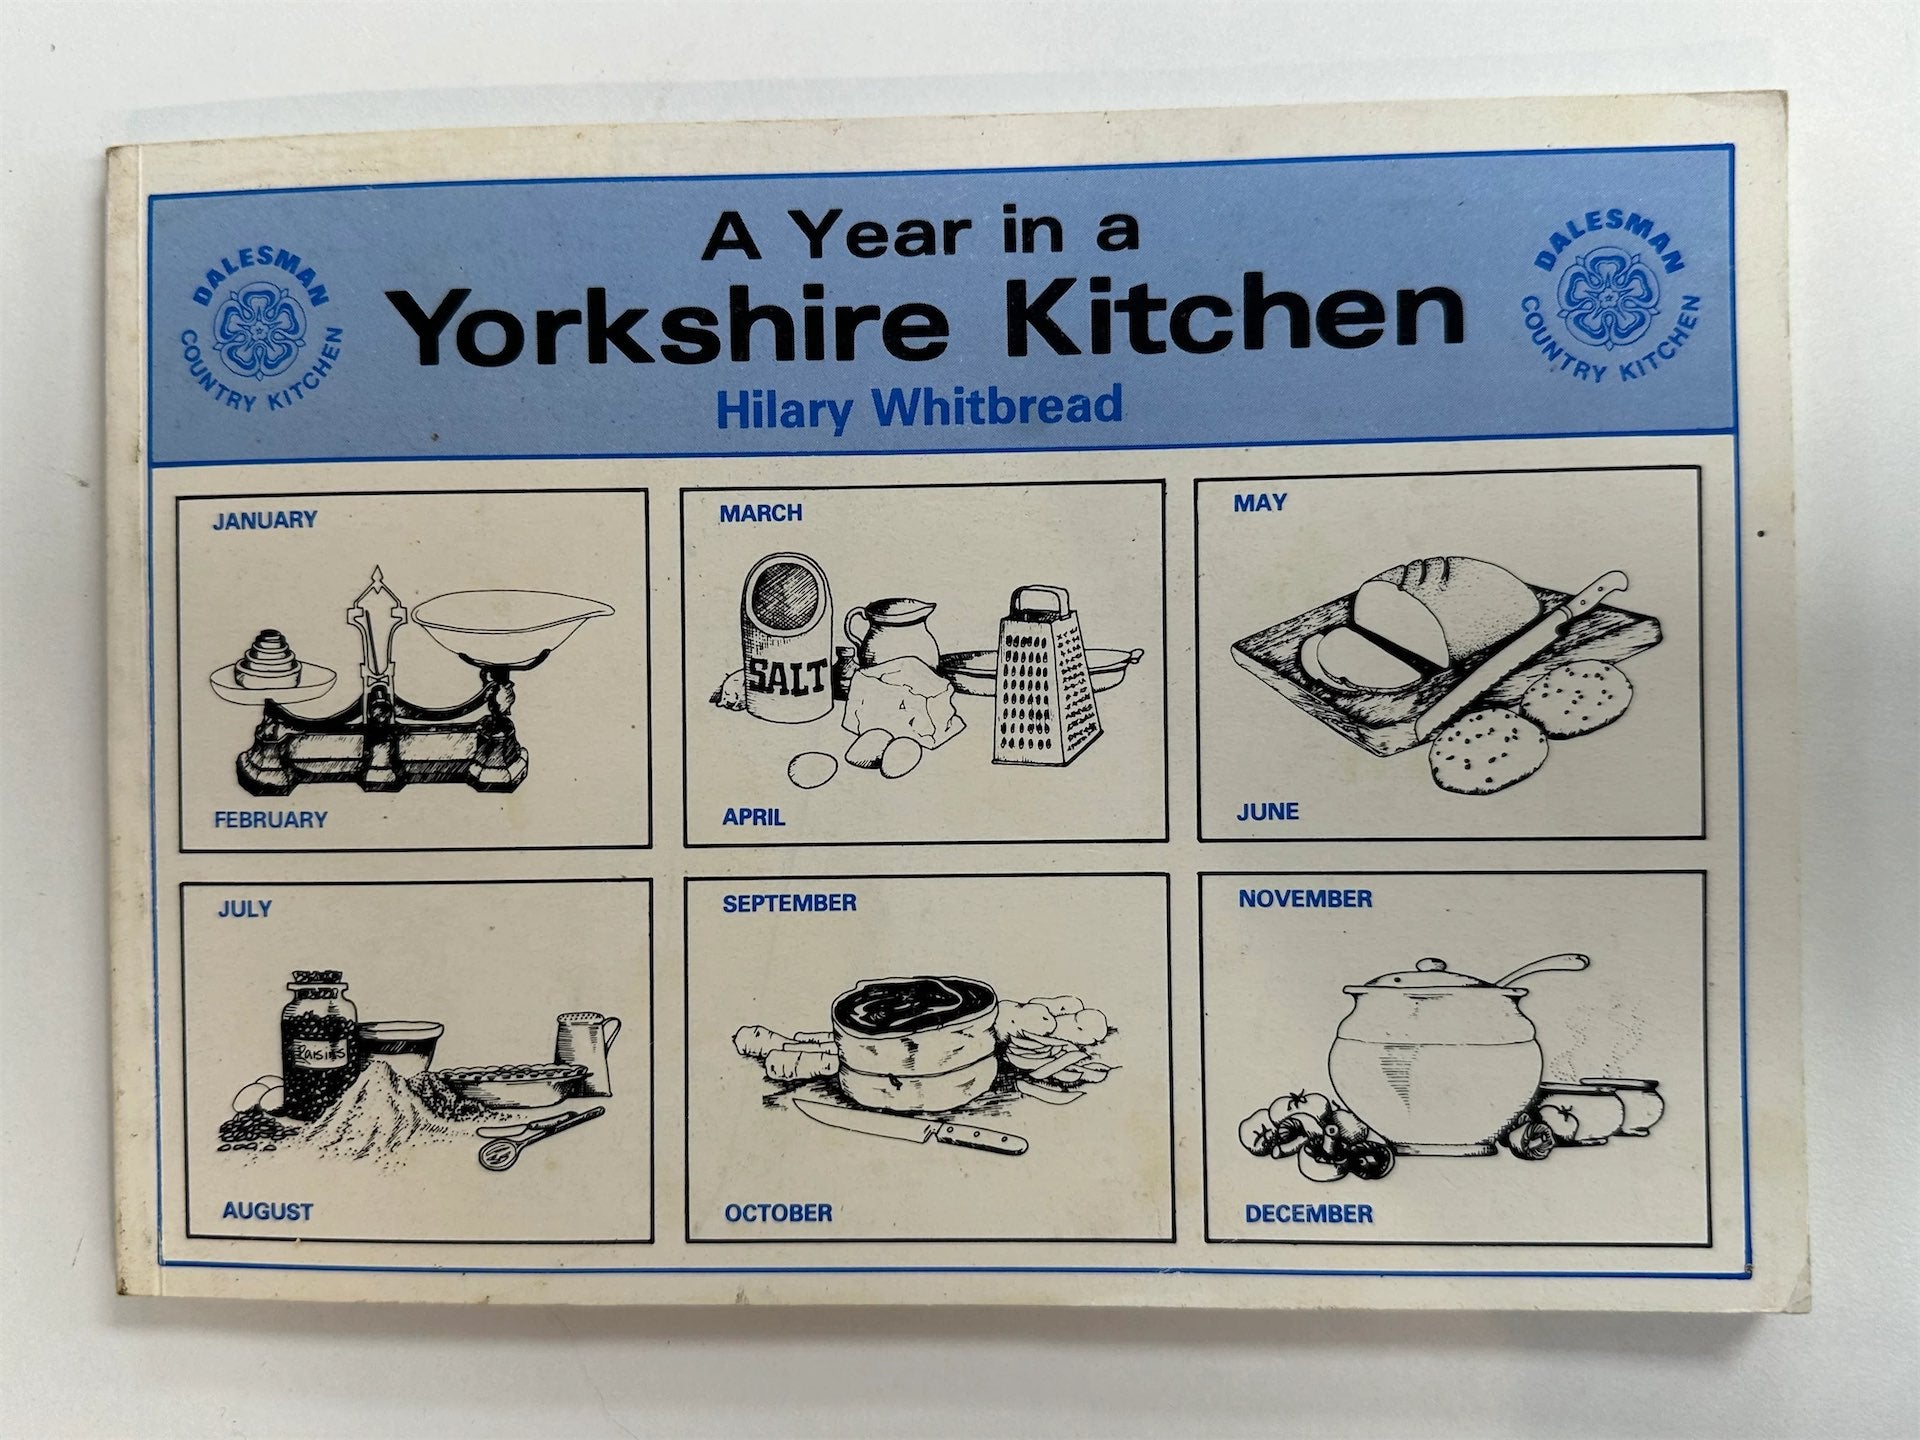 A Year in a
Yorkshire Kitchen
Hilary Whitbread
DALESMAN
COUNTRY KITCHEN
DALESMAN
COUNTRY KITCHEN
JANUARY
FEBRUARY
MARCH
SALT
APRIL
MAY
JUNE
JULY
Raisins
AUGUST
SEPTEMBER
OCTOBER
NOVEMBER
DECEMBER